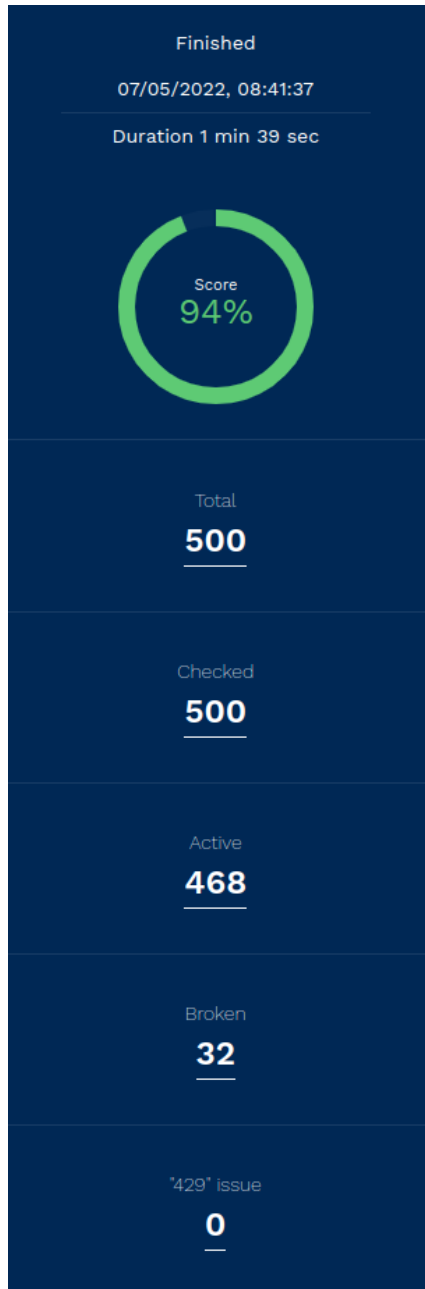 Finished
07/05/2022, 08:41:37
Duration 1 min 39 sec
Score
94%
Total
500
Checked
500
Active
468
Broken
32
"429" issue
0